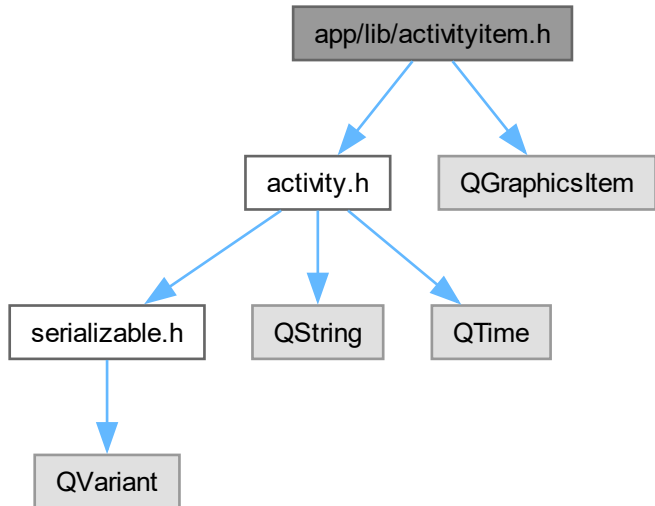 app/lib/activityitem.h
activity.h
QGraphicsItem
serializable.h
QString
QTime
QVariant